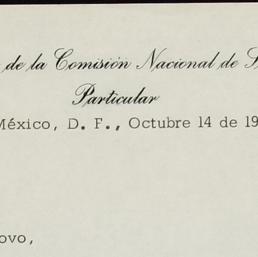 de la Comisión Nacional de
Particular
México, D. F., Octubre 14 de 19
ovo,